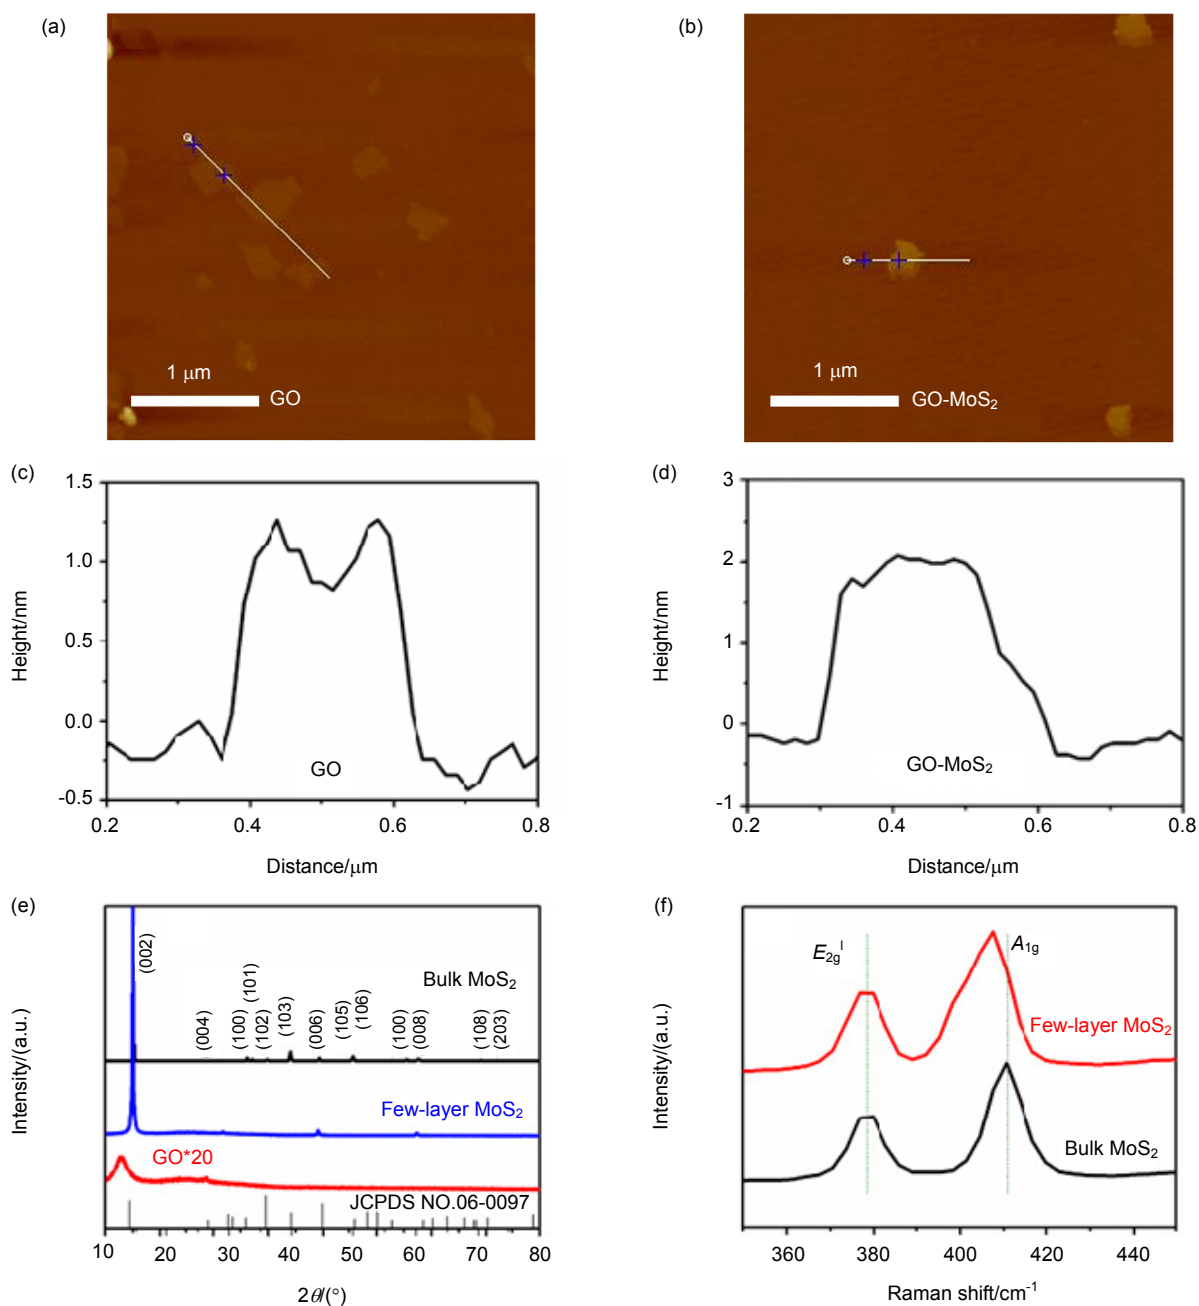 (a)
1 μm
GO
(b)
1 μm
GO-MoS₂
(c)
Height/nm
1.5
1.0
0.5
0.0
-0.5
GO
0.2 0.4 0.6 0.8
Distance/μm
(d)
Height/nm
3
2
1
0
-1
GO-MoS₂
0.2 0.4 0.6 0.8
Distance/μm
(e)
Intensity/(a.u.)
(002)
(004)
(100)
(101)
(102)
(103)
(006)
(105)
(106)
(100)
(008)
(108)
(203)
Bulk MoS₂
Few-layer MoS₂
GO*20
JCPDS NO.06-0097
10 20 30 40 50 60 70 80
2θ/(°)
(f)
Intensity/(a.u.)
E₂gᴵ
A₁g
Few-layer MoS₂
Bulk MoS₂
360 380 400 420 440
Raman shift/cm⁻¹